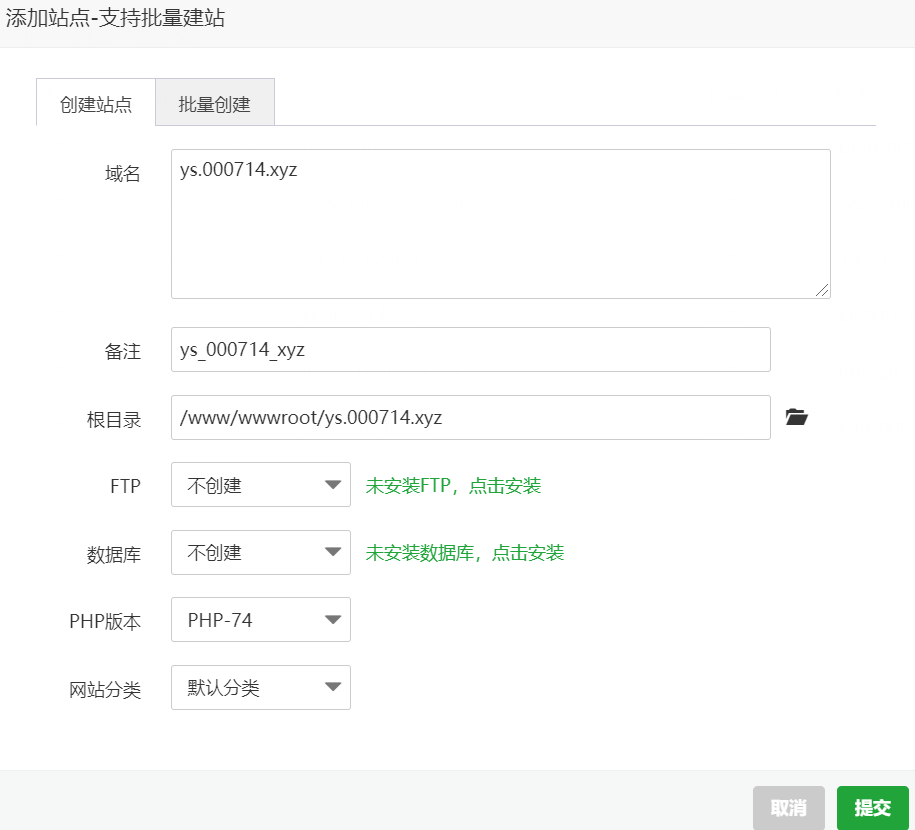 添加站点-支持批量建站
创建站点 批量创建
域名 ys.000714.xyz
备注 ys_000714_xyz
根目录 /www/wwwroot/ys.000714.xyz
FTP 不创建 未安装FTP，点击安装
数据库 不创建 未安装数据库，点击安装
PHP版本 PHP-74
网站分类 默认分类
取消 提交